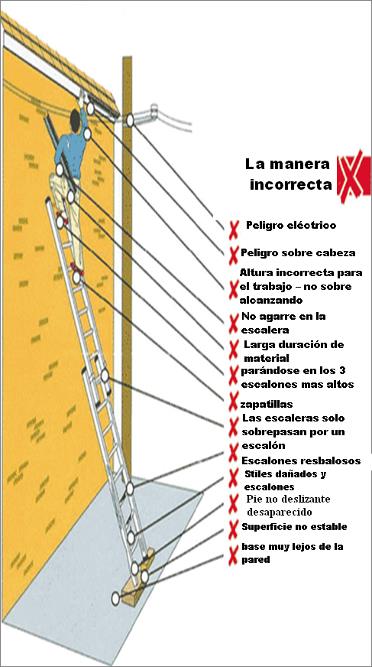 La manera
incorrecta
Peligro eléctrico
Peligro sobre cabeza
Altura incorrecta para
el trabajo – no sobre
alcanzando
No agarre en la
escalera
Larga duración de
material
parándose en los 3
escalones mas altos
zapatillas
Las escaleras solo
sobrepasan por un
escalón
Escalones resbalosos
Stiles dañados y
escalones
Pie no deslizante
desaparecido
Superficie no estable
base muy lejos de la
pared